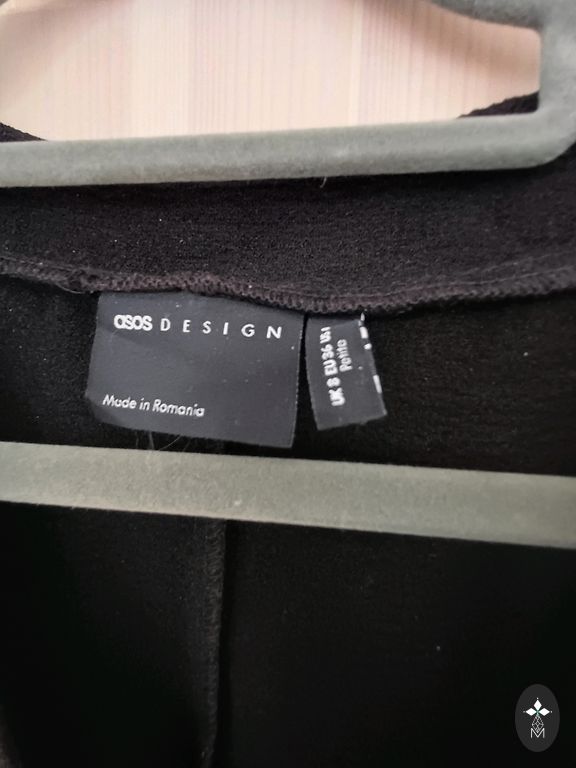 asos DESIGN
Made in Romania
UK 8 EU 36 US 4
Petite